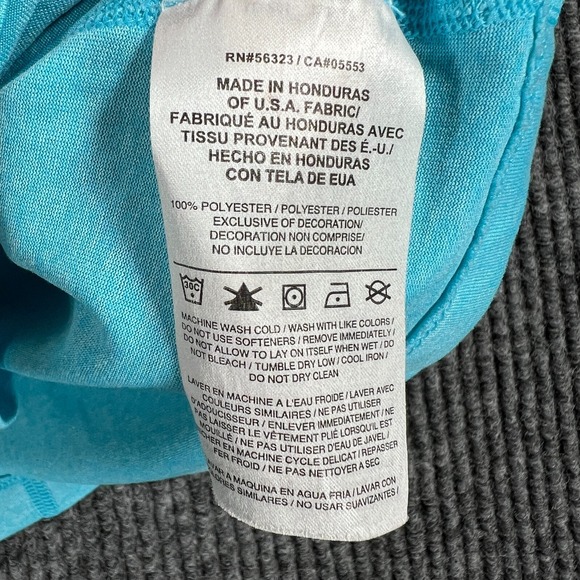 RN#56323 / CA#05553
MADE IN HONDURAS
OF U.S.A. FABRIC/
FABRIQUÉ AU HONDURAS AVEC
TISSU PROVENANT DES É.-U./
HECHO EN HONDURAS
CON TELA DE EUA
100% POLYESTER / POLYESTER / POLIESTER
EXCLUSIVE OF DECORATION/
DECORATION NON COMPRISE/
NO INCLUYE LA DECORACION
30C
MACHINE WASH COLD / WASH WITH LIKE COLORS /
DO NOT USE SOFTENERS / REMOVE IMMEDIATELY /
DO NOT ALLOW TO LAY ON ITSELF WHEN WET / DO
NOT BLEACH / TUMBLE DRY LOW / COOL IRON /
DO NOT DRY CLEAN
LAVER EN MACHINE A L'EAU FROIDE / LAVER AVEC
COULEURS SIMILAIRES / NE PAS UTILISER
D'ADOUCISSEUR / ENLEVER IMMEDIATEMENT / NE
PAS LAISSER LE VÊTEMENT PLIÉ LORSQU'IL EST
MOUILLÉ / NE PAS UTILISER D'EAU DE JAVEL /
EN MACHINE CYCLE DELICAT / REPASSER
FER FROID / NE PAS NETTOYER A SEC
A MAQUINA EN AGUA FRIA / LAVAR CON
SIMILARES / NO USAR SUAVIZANTES /